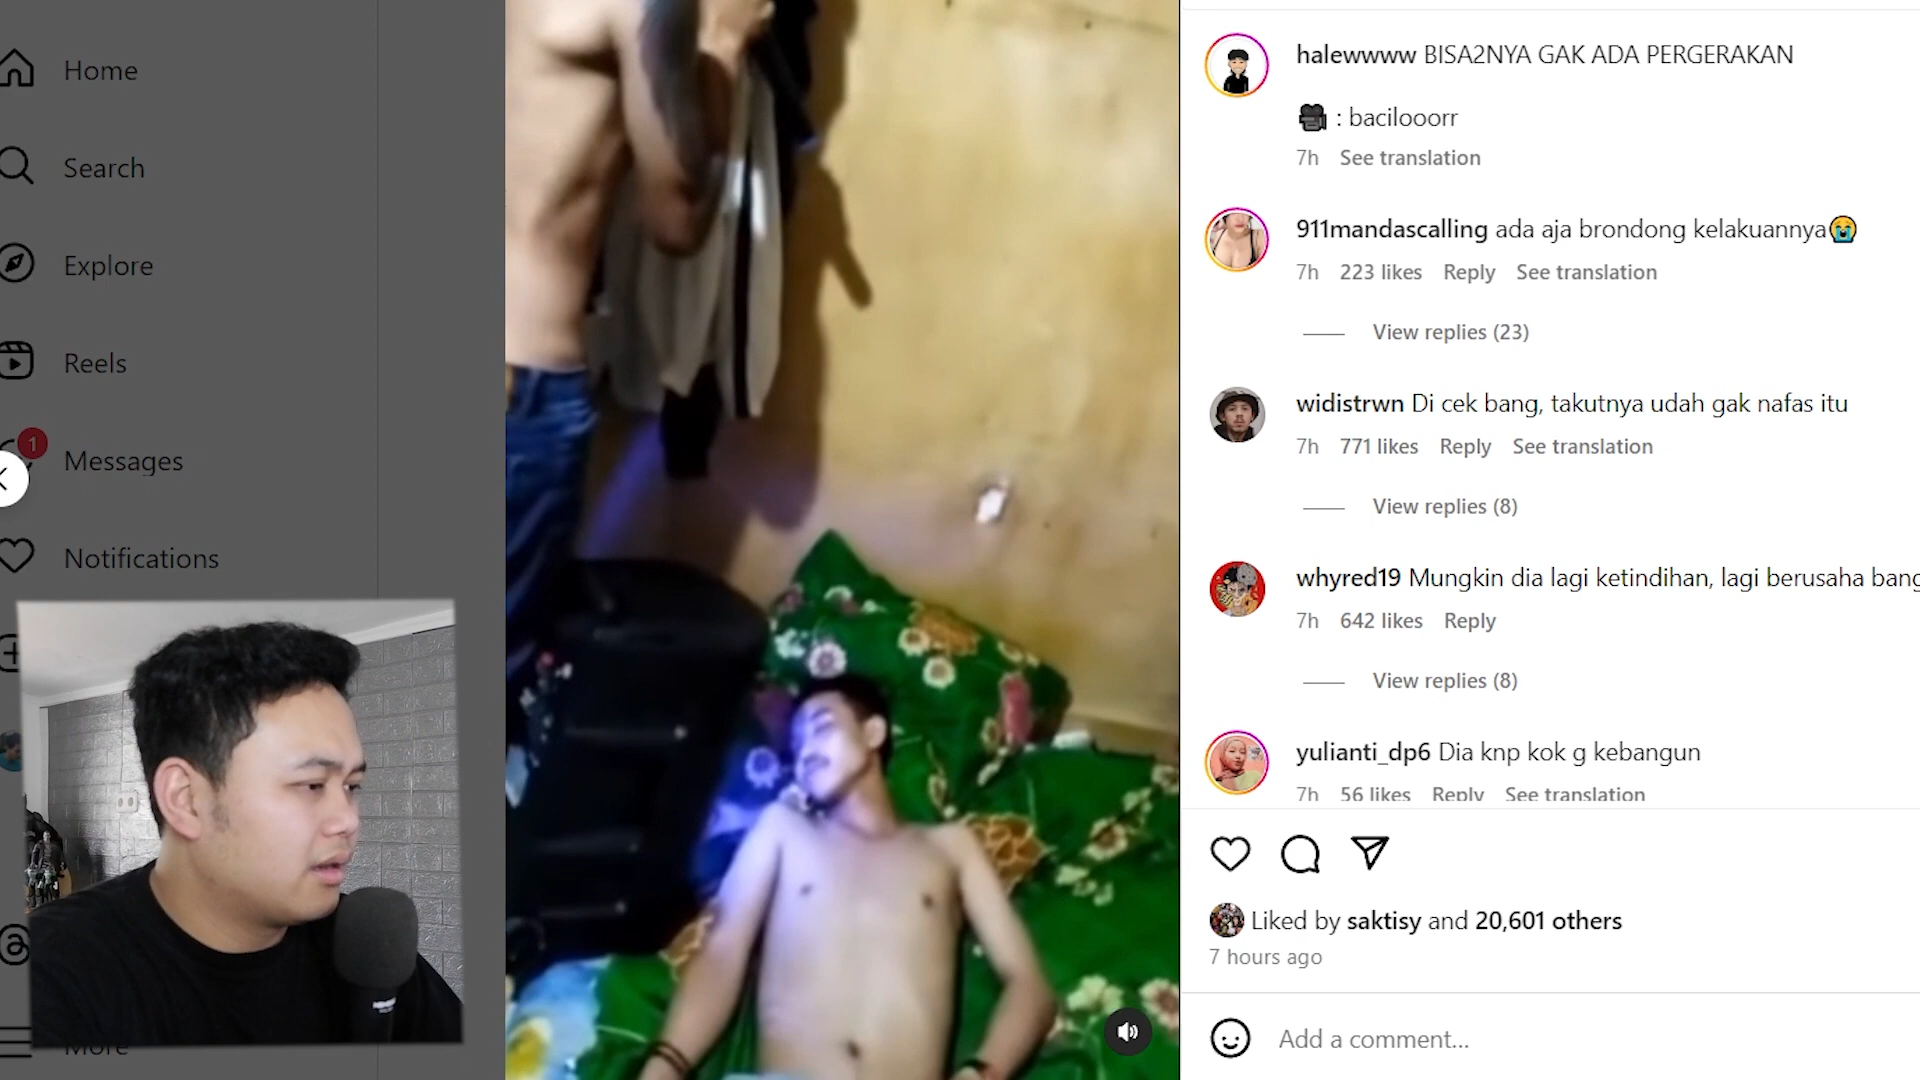 Home
Search
Explore
Reels
1
Messages
Notifications
More
halewwww BISA2NYA GAK ADA PERGERAKAN
: bacilooorr
7h See translation
911mandascalling ada aja brondong kelakuannya😭
7h 223 likes Reply See translation
View replies (23)
widistrwn Di cek bang, takutnya udah gak nafas itu
7h 771 likes Reply See translation
View replies (8)
whyred19 Mungkin dia lagi ketindihan, lagi berusaha bang
7h 642 likes Reply
View replies (8)
yulianti_dp6 Dia knp kok g kebangun
7h 56 likes Reply See translation
Liked by saktisy and 20,601 others
7 hours ago
Add a comment...